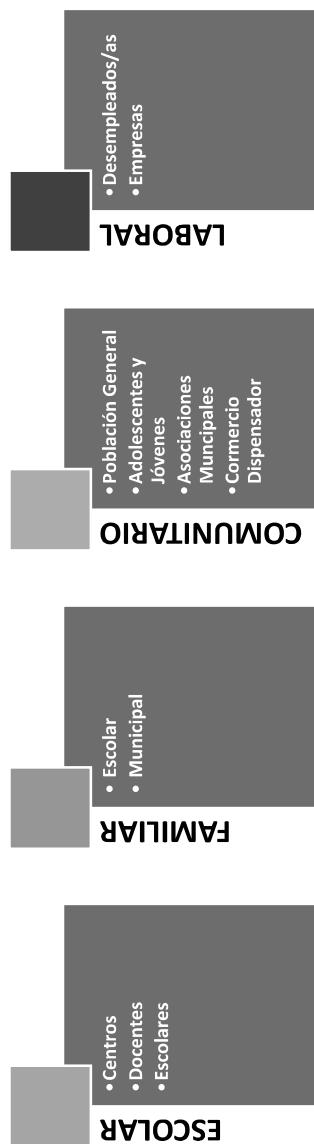 ESCOLAR
•Centros
•Docentes
•Escolares
FAMILIAR
• Escolar
• Municipal
COMUNITARIO
•Población General
•Adolescentes y
Jóvenes
•Asociaciones
Muncipales
•Cormercio
Dispensador
LABORAL
•Desempleados/as
•Empresas